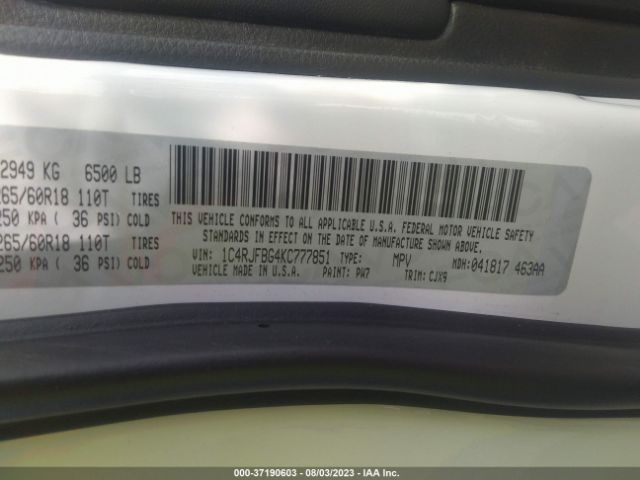 2949 KG 6500 LB
265/60R18 110T TIRES
250 KPA ( 36 PSI) COLD
265/60R18 110T TIRES
250 KPA ( 36 PSI) COLD
THIS VEHICLE CONFORMS TO ALL APPLICABLE U.S.A. FEDERAL MOTOR VEHICLE SAFETY
STANDARDS IN EFFECT ON THE DATE OF MANUFACTURE SHOWN ABOVE.
VIN: 1C4RJFBG4KC777851 TYPE: MPV MDH: 041817 463AA
VEHICLE MADE IN U.S.A. PAINT: PW7 TRIM: CJX9
000-37190603 - 08/03/2023 - IAA Inc.